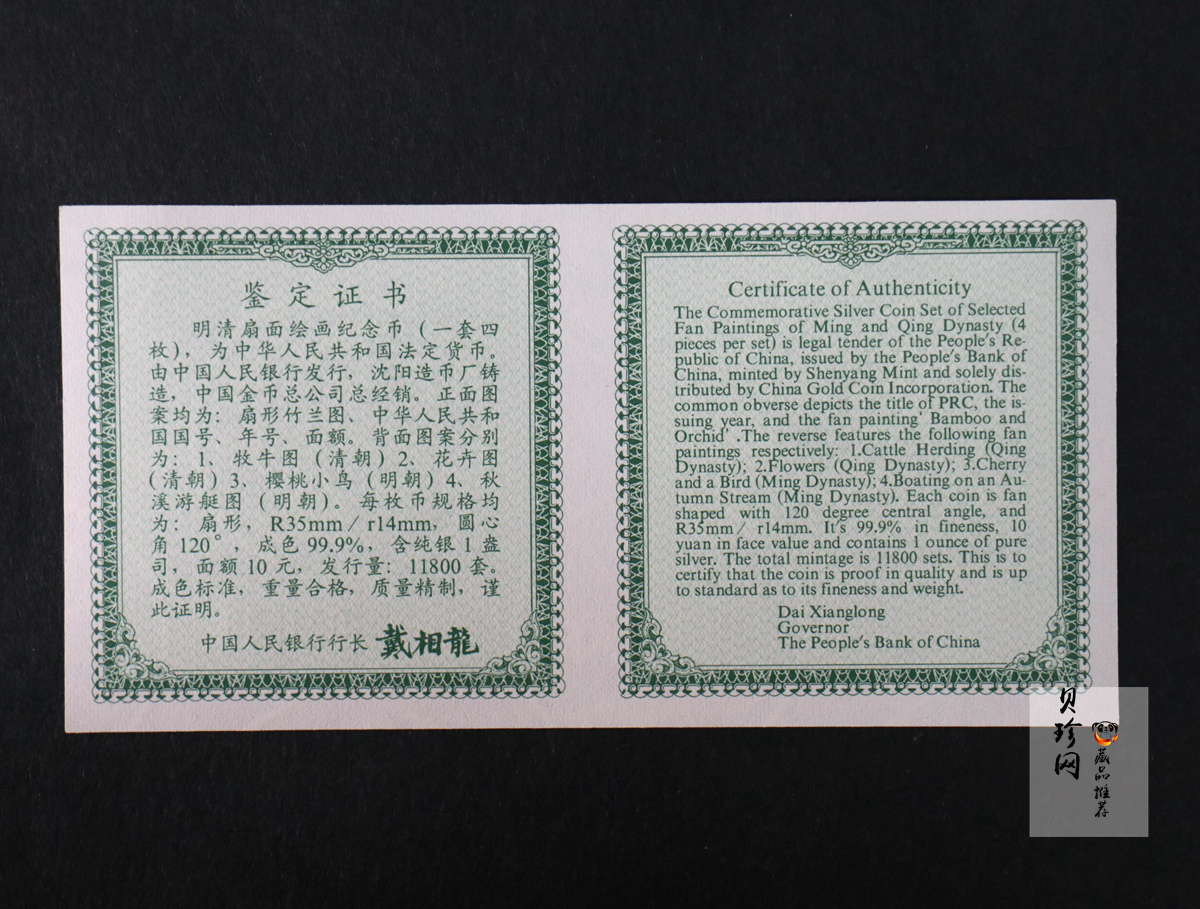 鉴定证书
明清扇面绘画纪念币（一套四
枚），为中华人民共和国法定货币。
由中国人民银行发行，沈阳造币厂铸
造，中国金币总公司总经销。正面图
案均为：扇形竹兰图、中华人民共和
国国号、年号、面额。背面图案分别
为：1、牧牛图（清朝）2、花卉图
（清朝）3、樱桃小鸟（明朝）4、秋
溪游艇图（明朝）。每枚币规格均
为：扇形，R35mm／r14mm，圆心
角120°，成色99.9%，含纯银1盎
司，面额10元，发行量：11800套。
成色标准，重量合格，质量精制，谨
此证明。
中国人民银行行长 戴相龍
Certificate of Authenticity
The Commemorative Silver Coin Set of Selected
Fan Paintings of Ming and Qing Dynasty (4
pieces per set) is legal tender of the People's Re-
public of China, issued by the People's Bank of
China, minted by Shenyang Mint and solely dis-
tributed by China Gold Coin Incorporation. The
common obverse depicts the title of PRC, the is-
suing year, and the fan painting' Bamboo and
Orchid' .The reverse features the following fan
paintings respectively: 1.Cattle Herding (Qing
Dynasty); 2.Flowers (Qing Dynasty); 3.Cherry
and a Bird (Ming Dynasty); 4.Boating on an Au-
tumn Stream (Ming Dynasty). Each coin is fan
shaped with 120 degree central angle, and
R35mm/ r14mm. It's 99.9% in fineness, 10
yuan in face value and contains 1 ounce of pure
silver. The total mintage is 11800 sets. This is to
certify that the coin is proof in quality and is up
to standard as to its fineness and weight.
Dai Xianglong
Governor
The People's Bank of China
贝珍网
藏品推荐